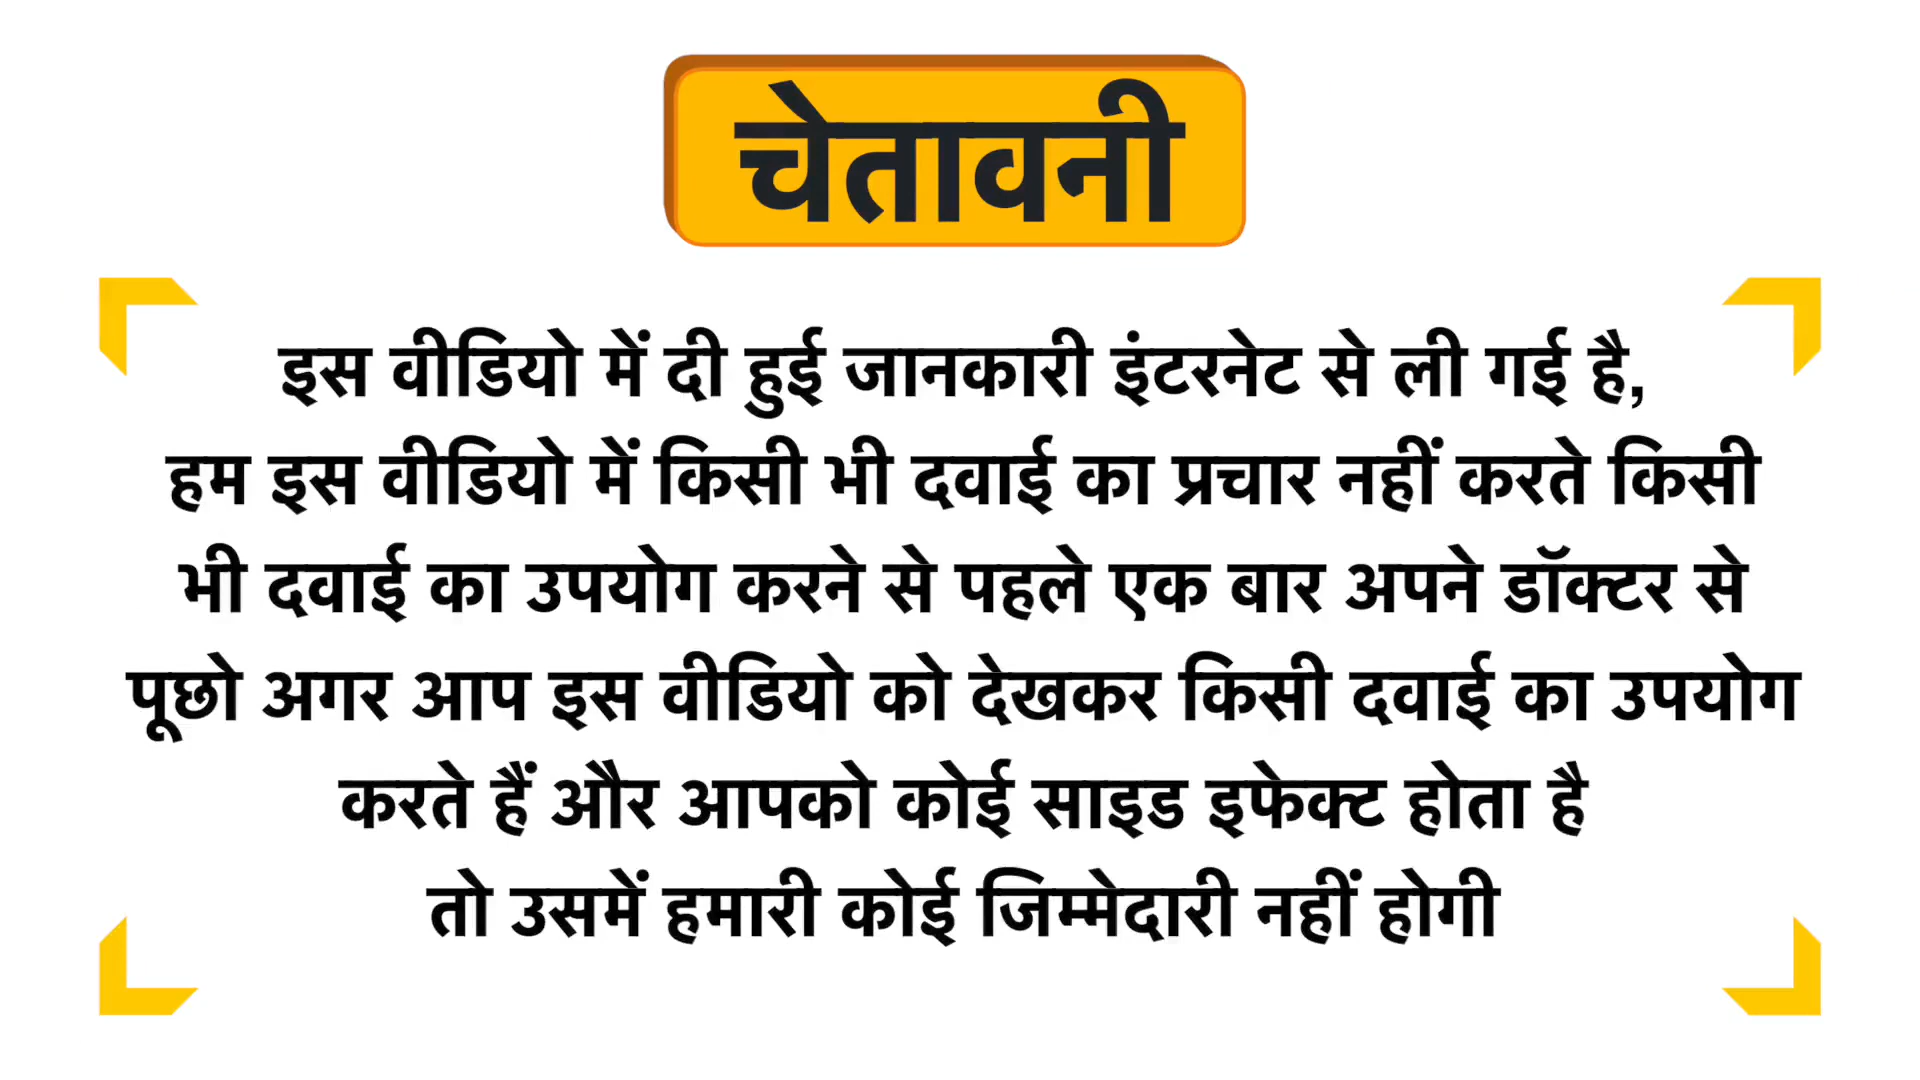 चेतावनी
इस वीडियो में दी हुई जानकारी इंटरनेट से ली गई है,
हम इस वीडियो में किसी भी दवाई का प्रचार नहीं करते किसी
भी दवाई का उपयोग करने से पहले एक बार अपने डॉक्टर से
पूछो अगर आप इस वीडियो को देखकर किसी दवाई का उपयोग
करते हैं और आपको कोई साइड इफेक्ट होता है
तो उसमें हमारी कोई जिम्मेदारी नहीं होगी